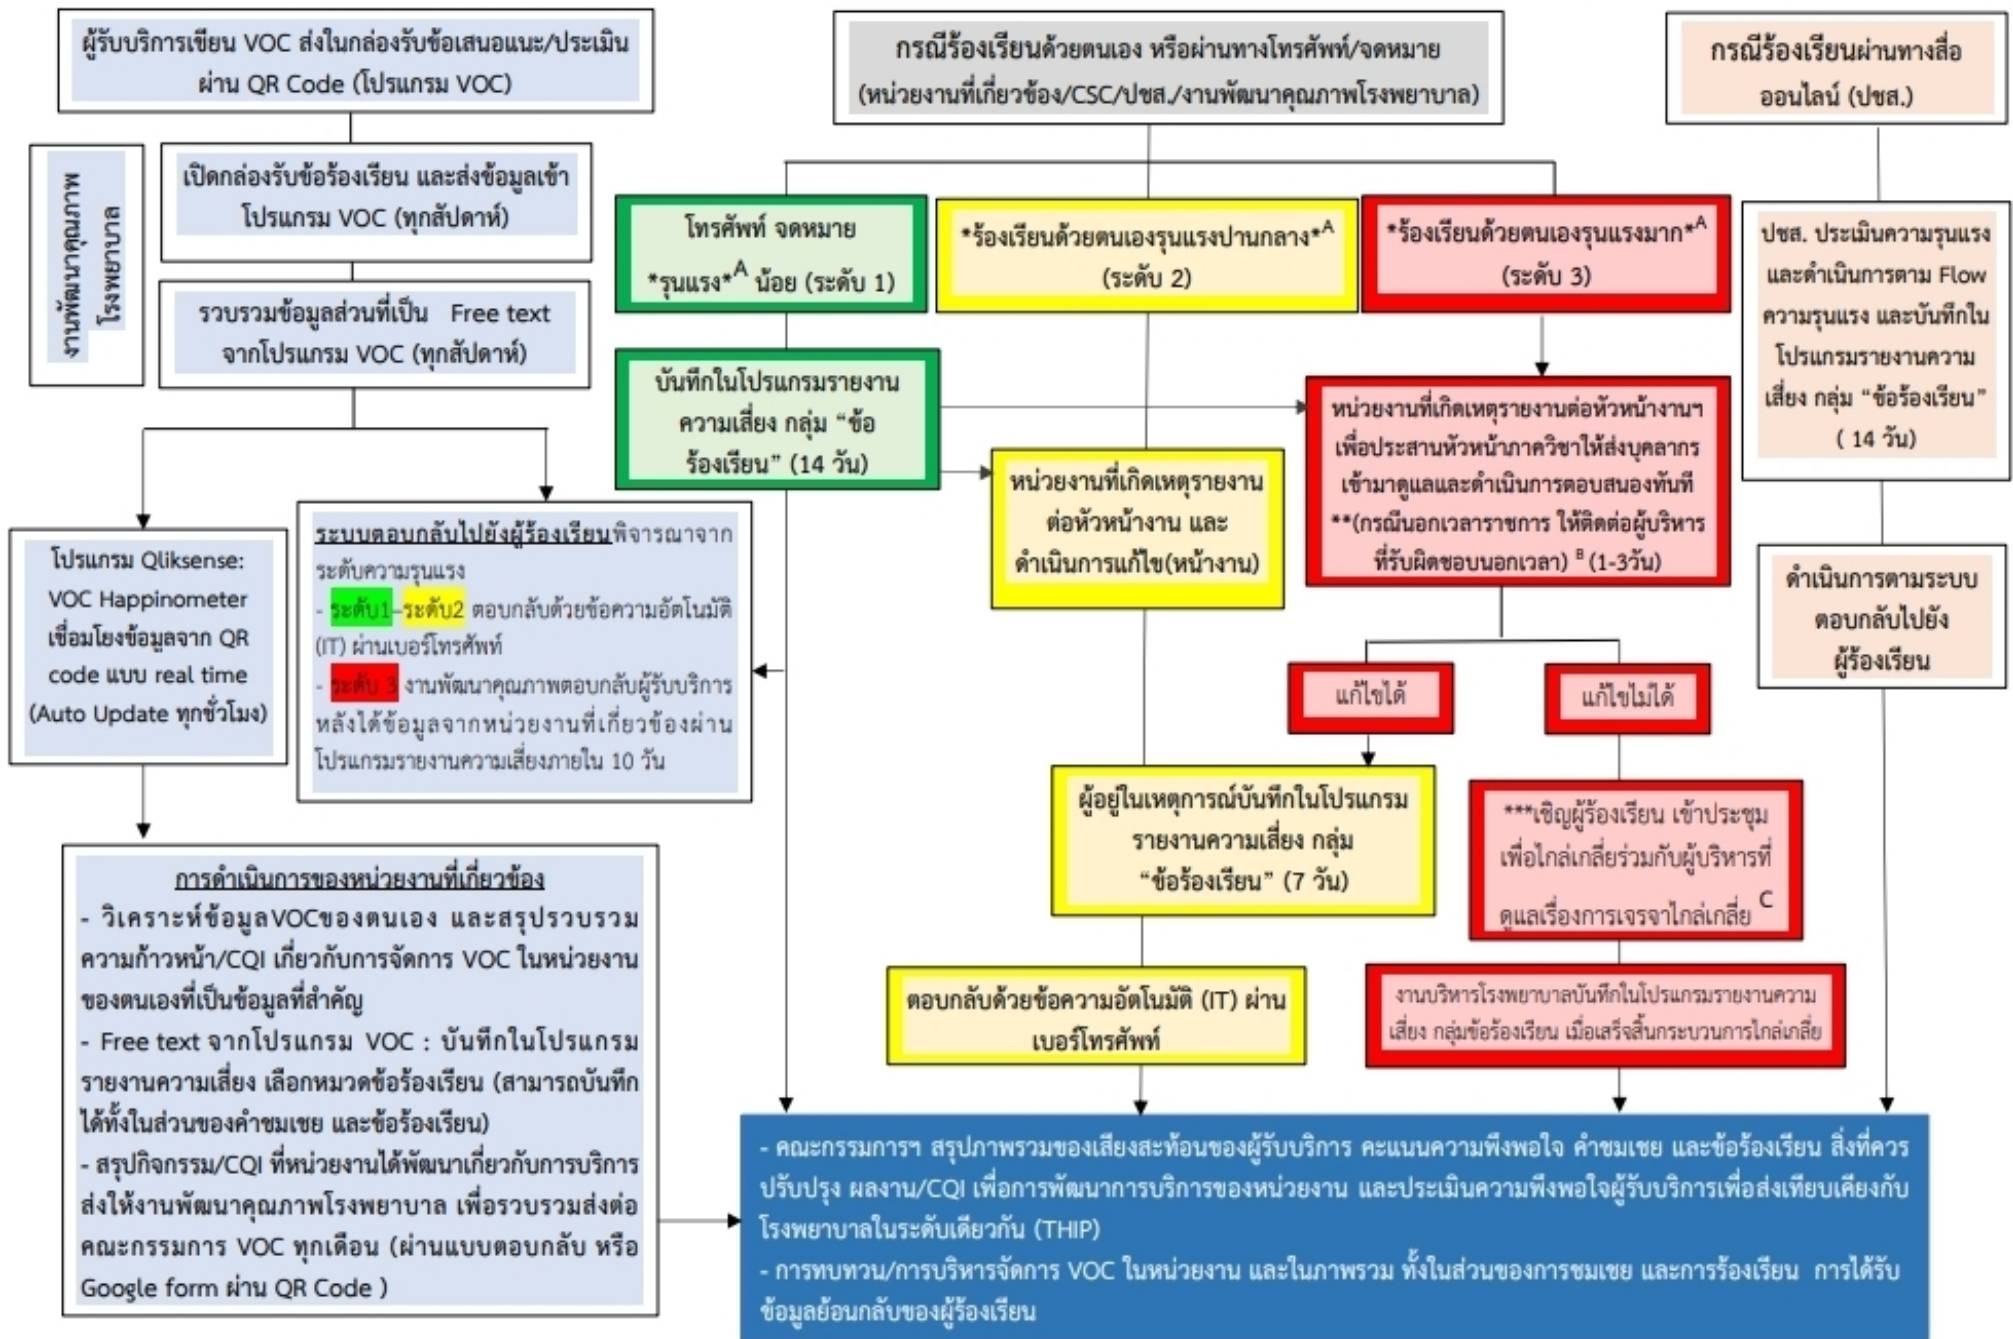 ผู้รับบริการเขียน VOC ส่งในกล่องรับข้อเสนอแนะ/ประเมิน
ผ่าน QR Code (โปรแกรม VOC)
งานพัฒนาคุณภาพ
โรงพยาบาล
เปิดกล่องรับข้อร้องเรียน และส่งข้อมูลเข้า
โปรแกรม VOC (ทุกสัปดาห์)
รวบรวมข้อมูลส่วนที่เป็น Free text
จากโปรแกรม VOC (ทุกสัปดาห์)
โปรแกรม Qliksense:
VOC Happinometer
เชื่อมโยงข้อมูลจาก QR
code แบบ real time
(Auto Update ทุกชั่วโมง)
ระบบตอบกลับไปยังผู้ร้องเรียนพิจารณาจาก
ระดับความรุนแรง
- ระดับ1–ระดับ2 ตอบกลับด้วยข้อความอัตโนมัติ
(IT) ผ่านเบอร์โทรศัพท์
- ระดับ 3 งานพัฒนาคุณภาพตอบกลับผู้รับบริการ
หลังได้ข้อมูลจากหน่วยงานที่เกี่ยวข้องผ่าน
โปรแกรมรายงานความเสี่ยงภายใน 10 วัน
การดำเนินการของหน่วยงานที่เกี่ยวข้อง
- วิเคราะห์ข้อมูลVOCของตนเอง และสรุปรวบรวม
ความก้าวหน้า/CQI เกี่ยวกับการจัดการ VOC ในหน่วยงาน
ของตนเองที่เป็นข้อมูลที่สำคัญ
- Free text จากโปรแกรม VOC : บันทึกในโปรแกรม
รายงานความเสี่ยง เลือกหมวดข้อร้องเรียน (สามารถบันทึก
ได้ทั้งในส่วนของคำชมเชย และข้อร้องเรียน)
- สรุปกิจกรรม/CQI ที่หน่วยงานได้พัฒนาเกี่ยวกับการบริการ
ส่งให้งานพัฒนาคุณภาพโรงพยาบาล เพื่อรวบรวมส่งต่อ
คณะกรรมการ VOC ทุกเดือน (ผ่านแบบตอบกลับ หรือ
Google form ผ่าน QR Code )
กรณีร้องเรียนด้วยตนเอง หรือผ่านทางโทรศัพท์/จดหมาย
(หน่วยงานที่เกี่ยวข้อง/CSC/ปชส./งานพัฒนาคุณภาพโรงพยาบาล)
โทรศัพท์ จดหมาย
*รุนแรง*A น้อย (ระดับ 1)
บันทึกในโปรแกรมรายงาน
ความเสี่ยง กลุ่ม “ข้อ
ร้องเรียน” (14 วัน)
*ร้องเรียนด้วยตนเองรุนแรงปานกลาง*A
(ระดับ 2)
หน่วยงานที่เกิดเหตุรายงาน
ต่อหัวหน้างาน และ
ดำเนินการแก้ไข(หน้างาน)
ผู้อยู่ในเหตุการณ์บันทึกในโปรแกรม
รายงานความเสี่ยง กลุ่ม
“ข้อร้องเรียน” (7 วัน)
ตอบกลับด้วยข้อความอัตโนมัติ (IT) ผ่าน
เบอร์โทรศัพท์
*ร้องเรียนด้วยตนเองรุนแรงมาก*A
(ระดับ 3)
หน่วยงานที่เกิดเหตุรายงานต่อหัวหน้างานฯ
เพื่อประสานหัวหน้าภาควิชาให้ส่งบุคลากร
เข้ามาดูแลและดำเนินการตอบสนองทันที
**(กรณีนอกเวลาราชการ ให้ติดต่อผู้บริหาร
ที่รับผิดชอบนอกเวลา) B (1-3วัน)
แก้ไขได้
แก้ไขไม่ได้
***เชิญผู้ร้องเรียน เข้าประชุม
เพื่อไกล่เกลี่ยร่วมกับผู้บริหารที่
ดูแลเรื่องการเจรจาไกล่เกลี่ย C
งานบริหารโรงพยาบาลบันทึกในโปรแกรมรายงานความ
เสี่ยง กลุ่มข้อร้องเรียน เมื่อเสร็จสิ้นกระบวนการไกล่เกลี่ย
กรณีร้องเรียนผ่านทางสื่อ
ออนไลน์ (ปชส.)
ปชส. ประเมินความรุนแรง
และดำเนินการตาม Flow
ความรุนแรง และบันทึกใน
โปรแกรมรายงานความ
เสี่ยง กลุ่ม “ข้อร้องเรียน”
( 14 วัน)
ดำเนินการตามระบบ
ตอบกลับไปยัง
ผู้ร้องเรียน
- คณะกรรมการฯ สรุปภาพรวมของเสียงสะท้อนของผู้รับบริการ คะแนนความพึงพอใจ คำชมเชย และข้อร้องเรียน สิ่งที่ควร
ปรับปรุง ผลงาน/CQI เพื่อการพัฒนาการบริการของหน่วยงาน และประเมินความพึงพอใจผู้รับบริการเพื่อส่งเทียบเคียงกับ
โรงพยาบาลในระดับเดียวกัน (THIP)
- การทบทวน/การบริหารจัดการ VOC ในหน่วยงาน และในภาพรวม ทั้งในส่วนของการชมเชย และการร้องเรียน การได้รับ
ข้อมูลย้อนกลับของผู้ร้องเรียน